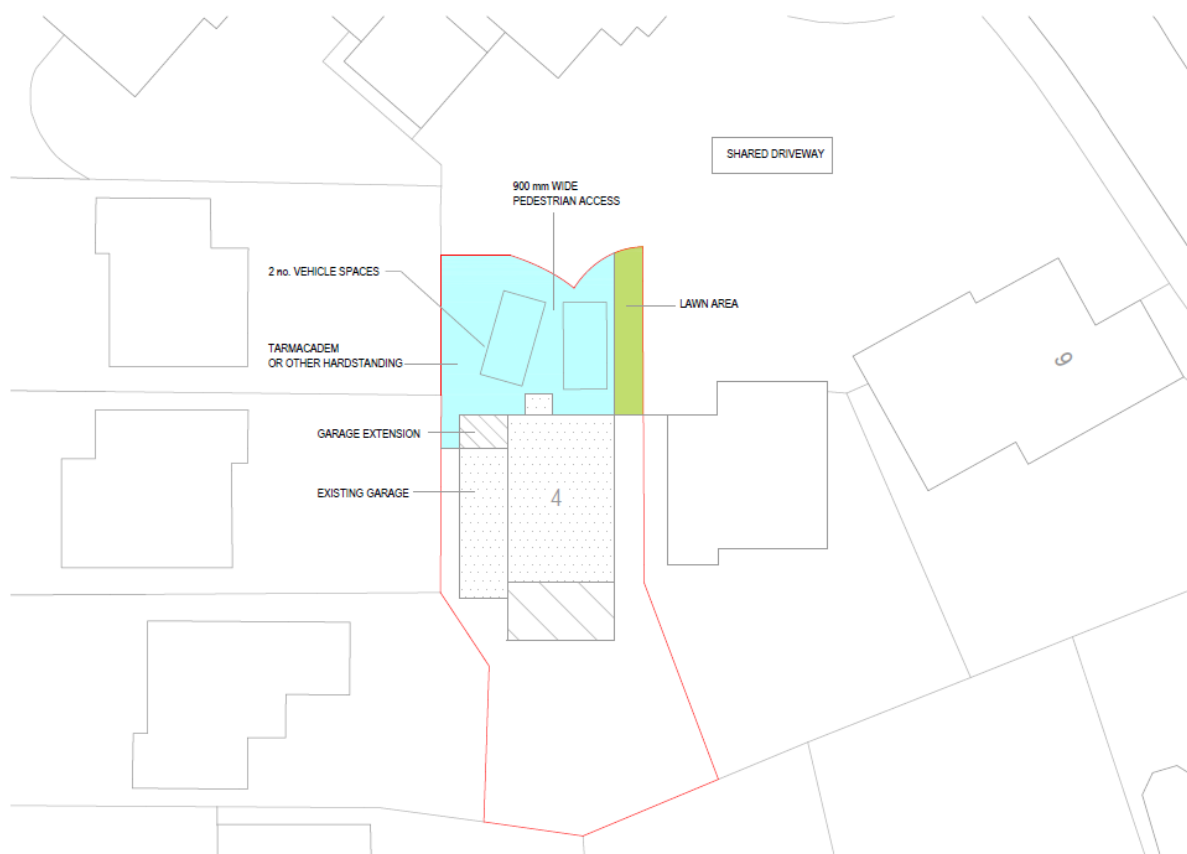 SHARED DRIVEWAY
900 mm WIDE
PEDESTRIAN ACCESS
2 no. VEHICLE SPACES
LAWN AREA
TARMACADEM
OR OTHER HARDSTANDING
9
GARAGE EXTENSION
EXISTING GARAGE
4